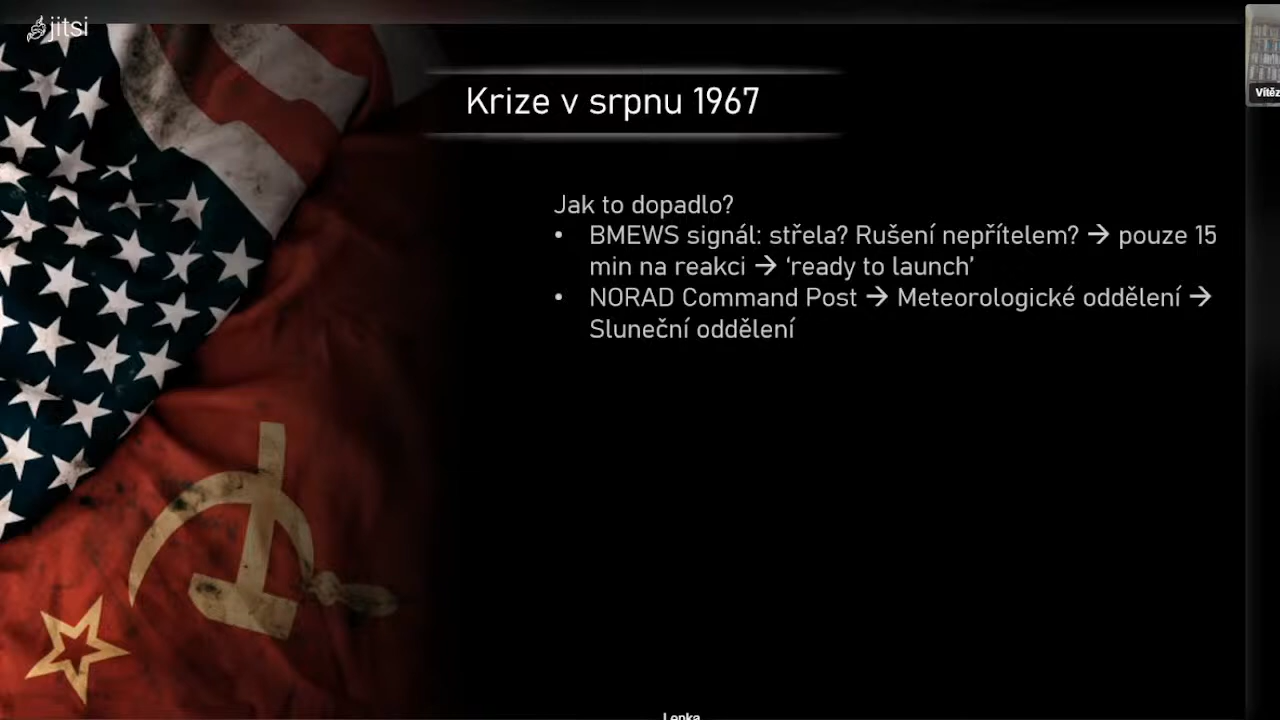 jitsi
Krize v srpnu 1967
Jak to dopadlo?
• BMEWS signál: střela? Rušení nepřítelem? → pouze 15
min na reakci → ‘ready to launch’
• NORAD Command Post → Meteorologické oddělení →
Sluneční oddělení
Vítěz
Lenka